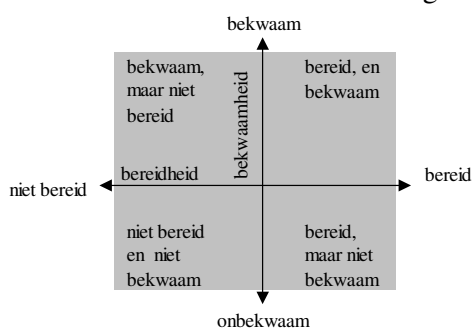 bekwaam
bekwaam,
maar niet
bereid
bekwaamheid
bereid, en
bekwaam
bereidheid
niet bereid
bereid
niet bereid
en niet
bekwaam
bereid,
maar niet
bekwaam
onbekwaam